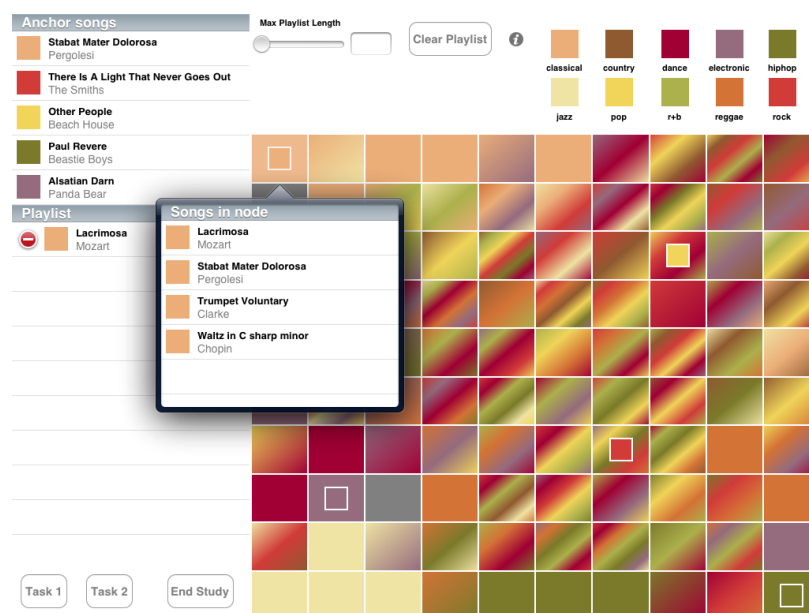 Anchor songs
Stabat Mater Dolorosa
Pergolesi
There Is A Light That Never Goes Out
The Smiths
Other People
Beach House
Paul Revere
Beastie Boys
Alsatian Darn
Panda Bear
Playlist
Lacrimosa
Mozart
Task 1
Task 2
End Study
Max Playlist Length
Clear Playlist
i
classical
country
dance
electronic
hiphop
jazz
pop
r+b
reggae
rock
Songs in node
Lacrimosa
Mozart
Stabat Mater Dolorosa
Pergolesi
Trumpet Voluntary
Clarke
Waltz in C sharp minor
Chopin